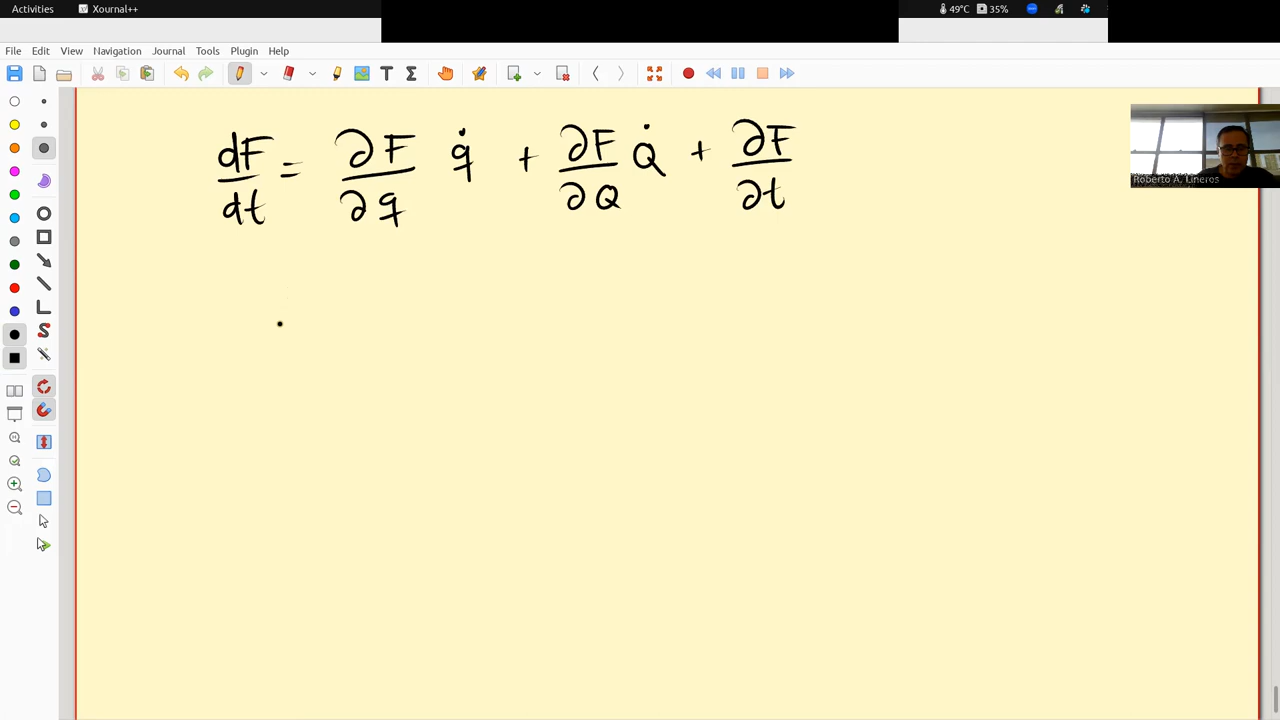 Activities Xournal++ 49°C 35%
File Edit View Navigation Journal Tools Plugin Help
dF/dt = ∂F/∂q q̇ + ∂F/∂Q Q̇ + ∂F/∂t
Roberto A. Lineros